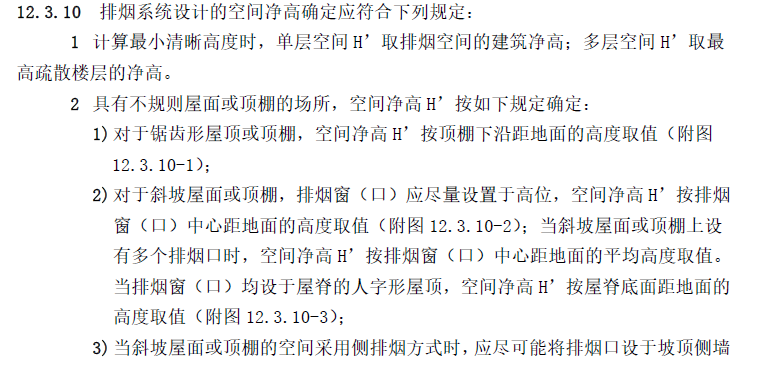 12.3.10 排烟系统设计的空间净高确定应符合下列规定：
1 计算最小清晰高度时，单层空间 H’取排烟空间的建筑净高；多层空间 H’取最
高疏散楼层的净高。
2 具有不规则屋面或顶棚的场所，空间净高 H’按如下规定确定：
1) 对于锯齿形屋顶或顶棚，空间净高 H’按顶棚下沿距地面的高度取值（附图
12.3.10-1）；
2) 对于斜坡屋面或顶棚，排烟窗（口）应尽量设置于高位，空间净高 H’按排烟
窗（口）中心距地面的高度取值（附图 12.3.10-2）；当斜坡屋面或顶棚上设
有多个排烟口时，空间净高 H’按排烟窗（口）中心距地面的平均高度取值。
当排烟窗（口）均设于屋脊的人字形屋顶，空间净高 H’按屋脊底面距地面的
高度取值（附图 12.3.10-3）；
3) 当斜坡屋面或顶棚的空间采用侧排烟方式时，应尽可能将排烟口设于坡顶侧墙